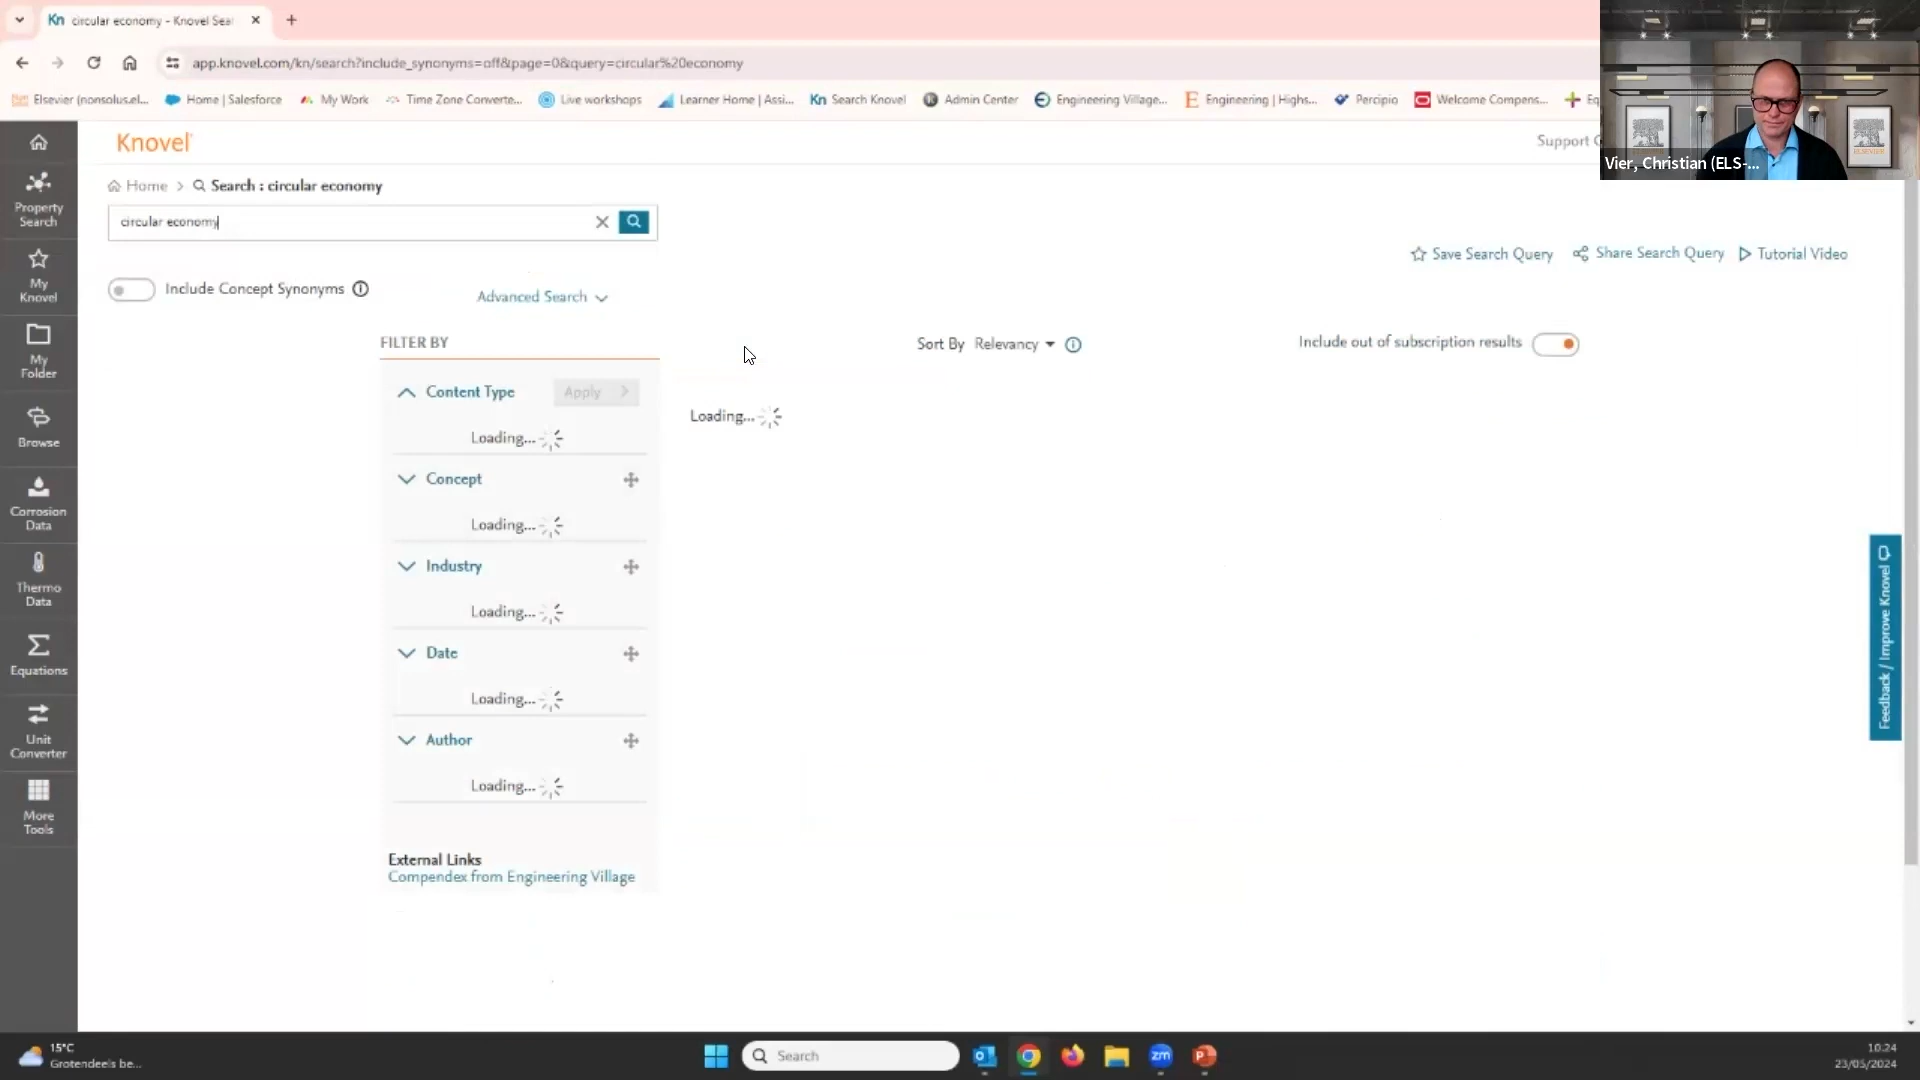 circular economy - Knovel Sea
app.knovel.com/kn/search?include_synonyms=off&page=0&query=circular%20economy
Elsevier (nonsolus.el...
Home | Salesforce
My Work
Time Zone Converte...
Live workshops
Learner Home | Assi...
Kn Search Knovel
Admin Center
Engineering Village...
Engineering | Highs...
Percipio
Welcome Compens...
Eq
Vier, Christian (ELS-...
Knovel
Support
Home > Search : circular economy
circular economy
Save Search Query
Share Search Query
Tutorial Video
Include Concept Synonyms
Advanced Search
FILTER BY
Sort By Relevancy
Include out of subscription results
Content Type
Apply
Loading...
Loading...
Concept
Loading...
Industry
Loading...
Date
Loading...
Author
Loading...
External Links
Compendex from Engineering Village
Property
Search
My
Knovel
My
Folder
Browse
Corrosion
Data
Thermo
Data
Equations
Unit
Converter
More
Tools
Feedback / Improve Knovel
15°C
Grotendeels be...
Search
zm
10:24
23/05/2024